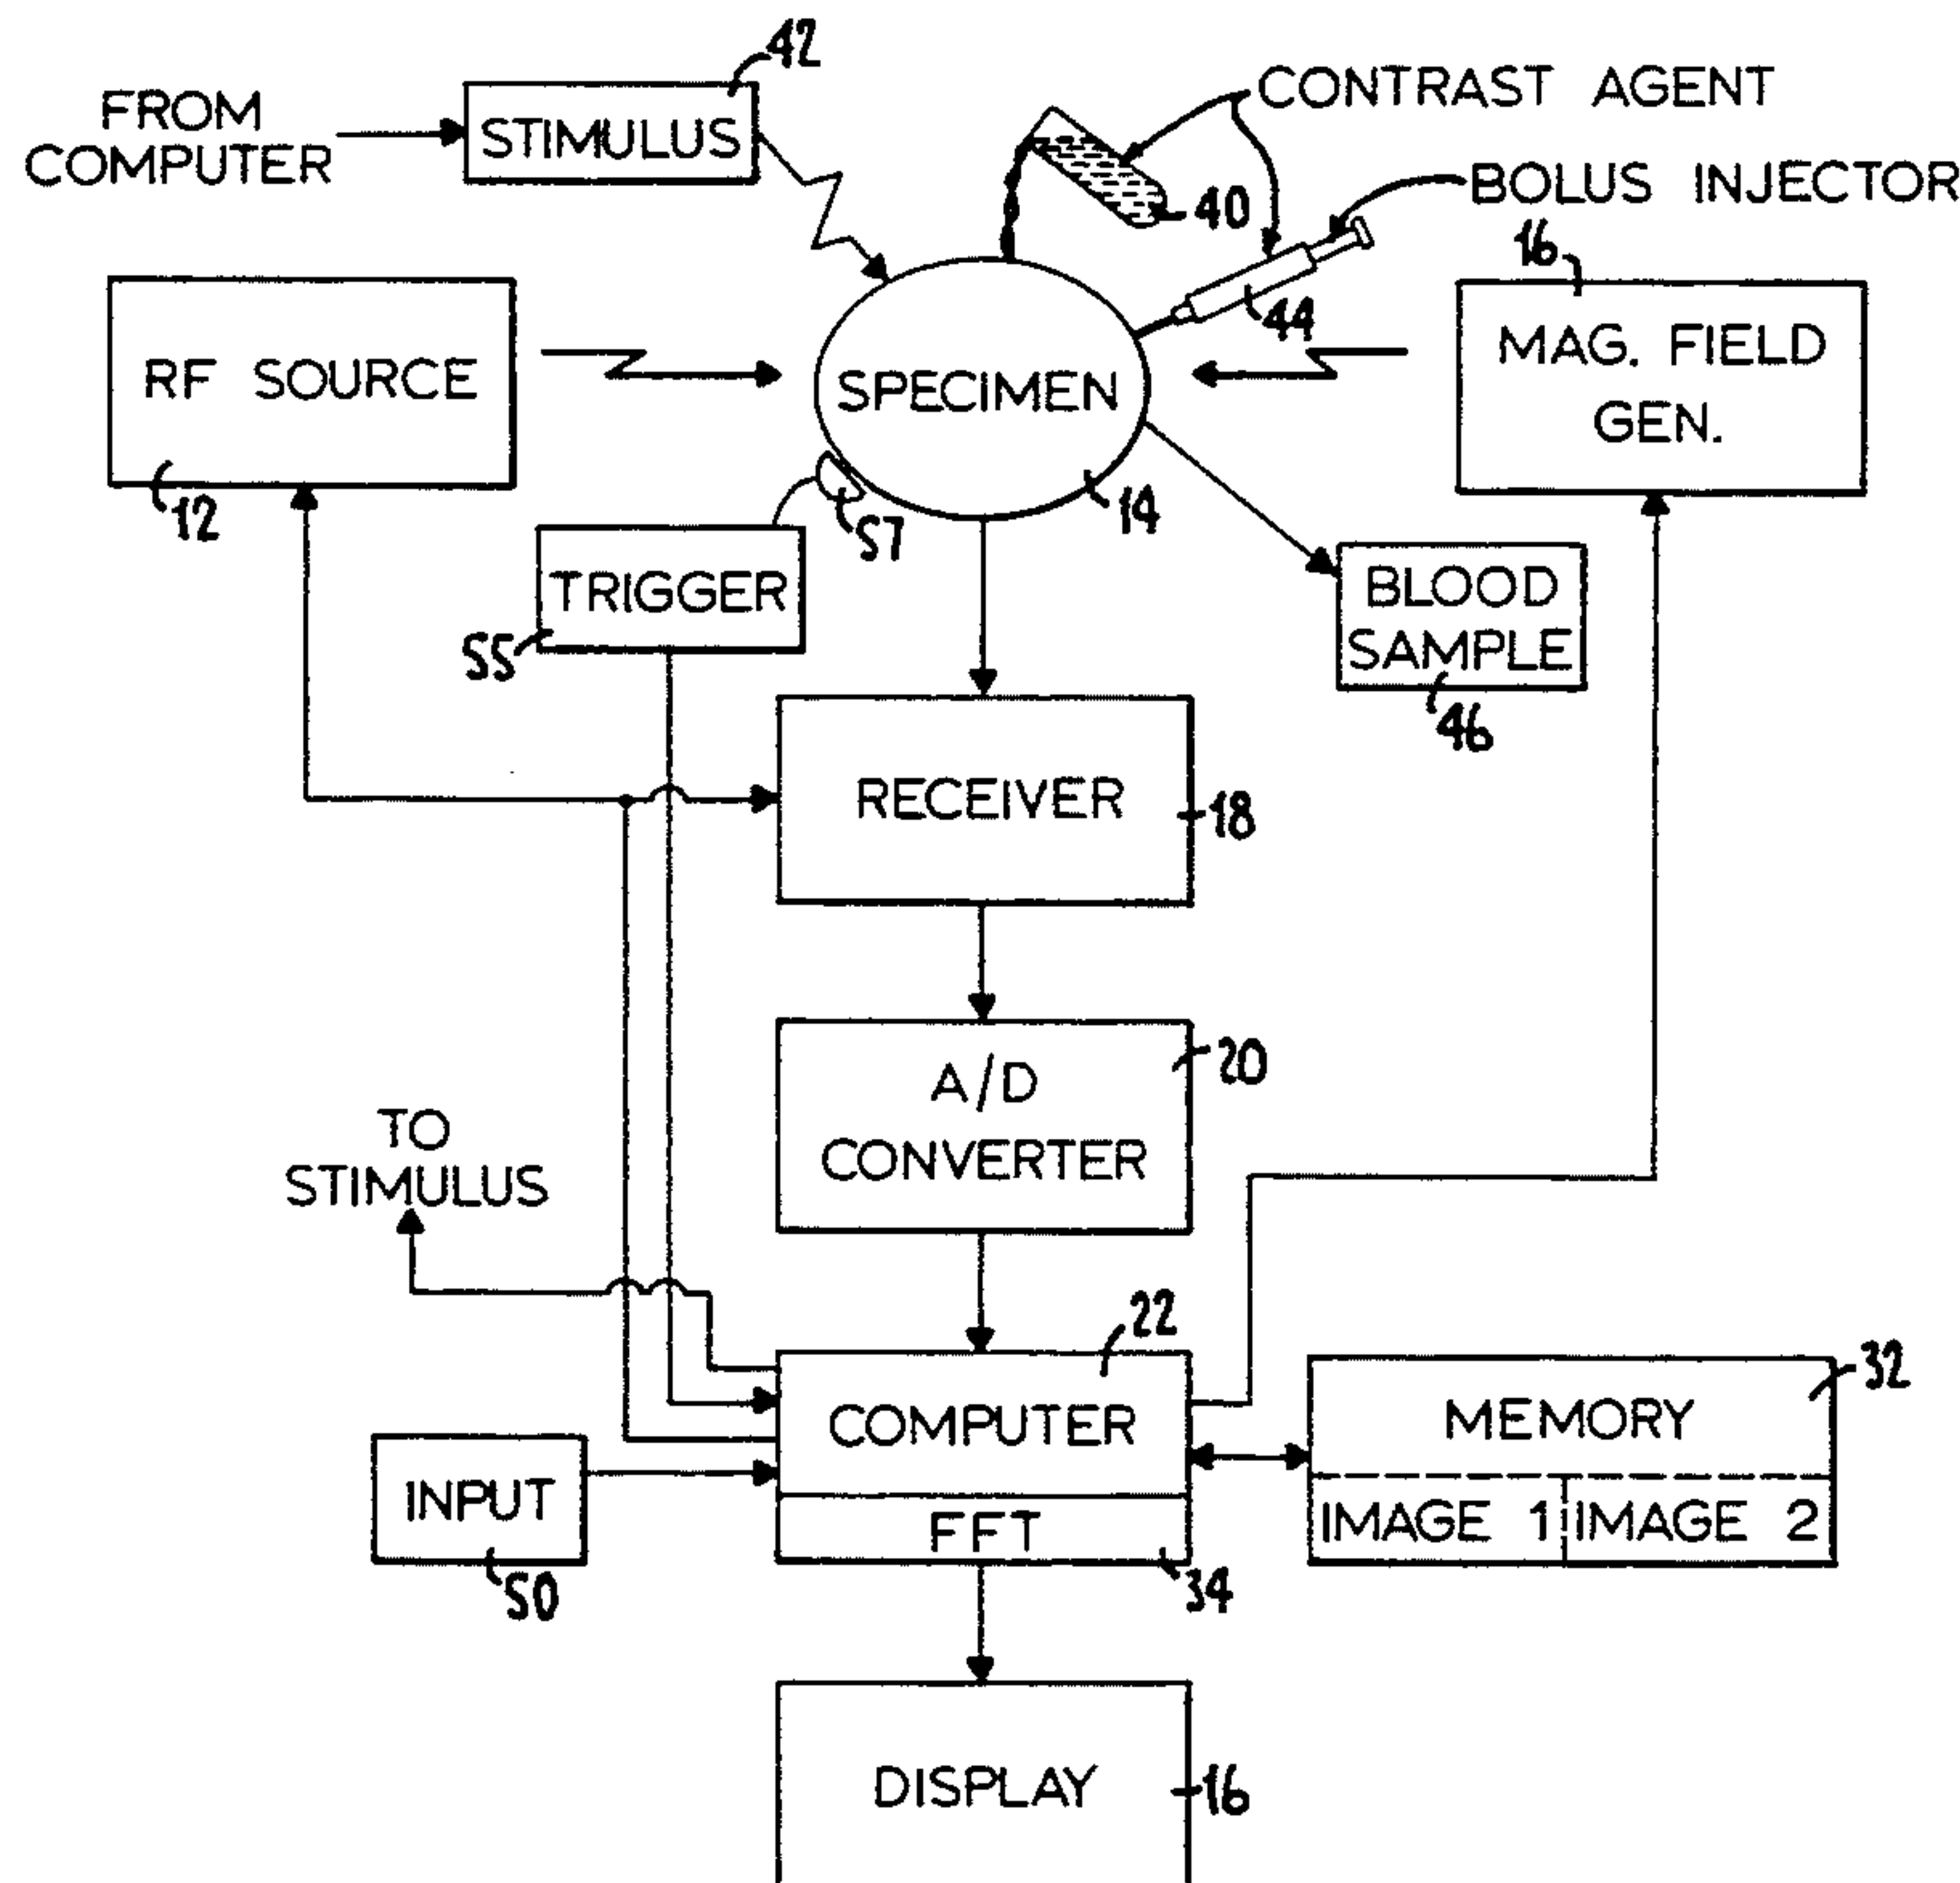 42
FROM
COMPUTER
STIMULUS
CONTRAST AGENT
40
BOLUS INJECTOR
16
44
RF SOURCE
12
SPECIMEN
14
MAG. FIELD
GEN.
57
TRIGGER
55
BLOOD
SAMPLE
46
RECEIVER
18
A/D
CONVERTER
20
TO
STIMULUS
22
COMPUTER
32
MEMORY
IMAGE 1
IMAGE 2
INPUT
50
FFT
34
DISPLAY
16